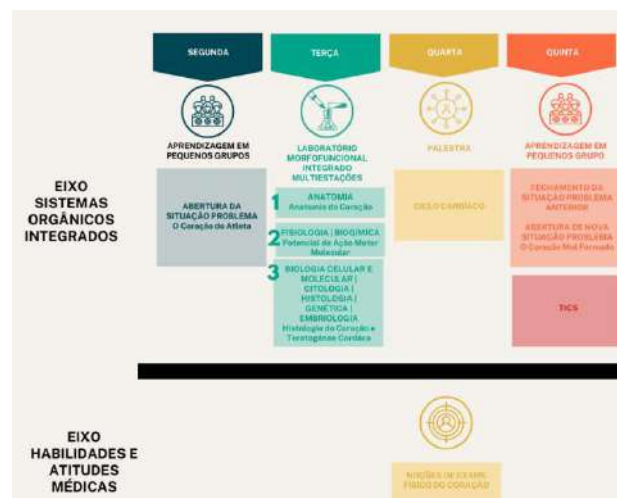 SEGUNDA
TERÇA
QUARTA
QUINTA
APRENDIZAGEM EM
PEQUENOS GRUPOS
LABORATÓRIO
MORFOFUNCIONAL
INTEGRADO
MULTIESTAÇÕES
PALESTRA
APRENDIZAGEM EM
PEQUENOS GRUPO
EIXO
SISTEMAS
ORGÂNICOS
INTEGRADOS
ABERTURA DA
SITUAÇÃO PROBLEMA
O Coração do Atleta
1
ANATOMIA
Anatomia do Coração
2
FISIOLOGIA | BIOQÍMICA
Potencial de Ação Motor
Molecular
3
BIOLOGIA CELULAR E
MOLECULAR |
CITOLOGIA |
HISTOLOGIA |
GENÉTICA |
EMBRIOLOGIA
Histologia do Coração e
Teratogênse Cardíaca
CICLO CARDÍACO
FECHAMENTO DA
SITUAÇÃO PROBLEMA
ANTERIOR
ABERTURA DE NOVA
SITUAÇÃO PROBLEMA
O Coração Mal Formado
TICS
EIXO
HABILIDADES E
ATITUDES
MÉDICAS
NOÇÕES DE EXAME
FÍSICO DO CORAÇÃO